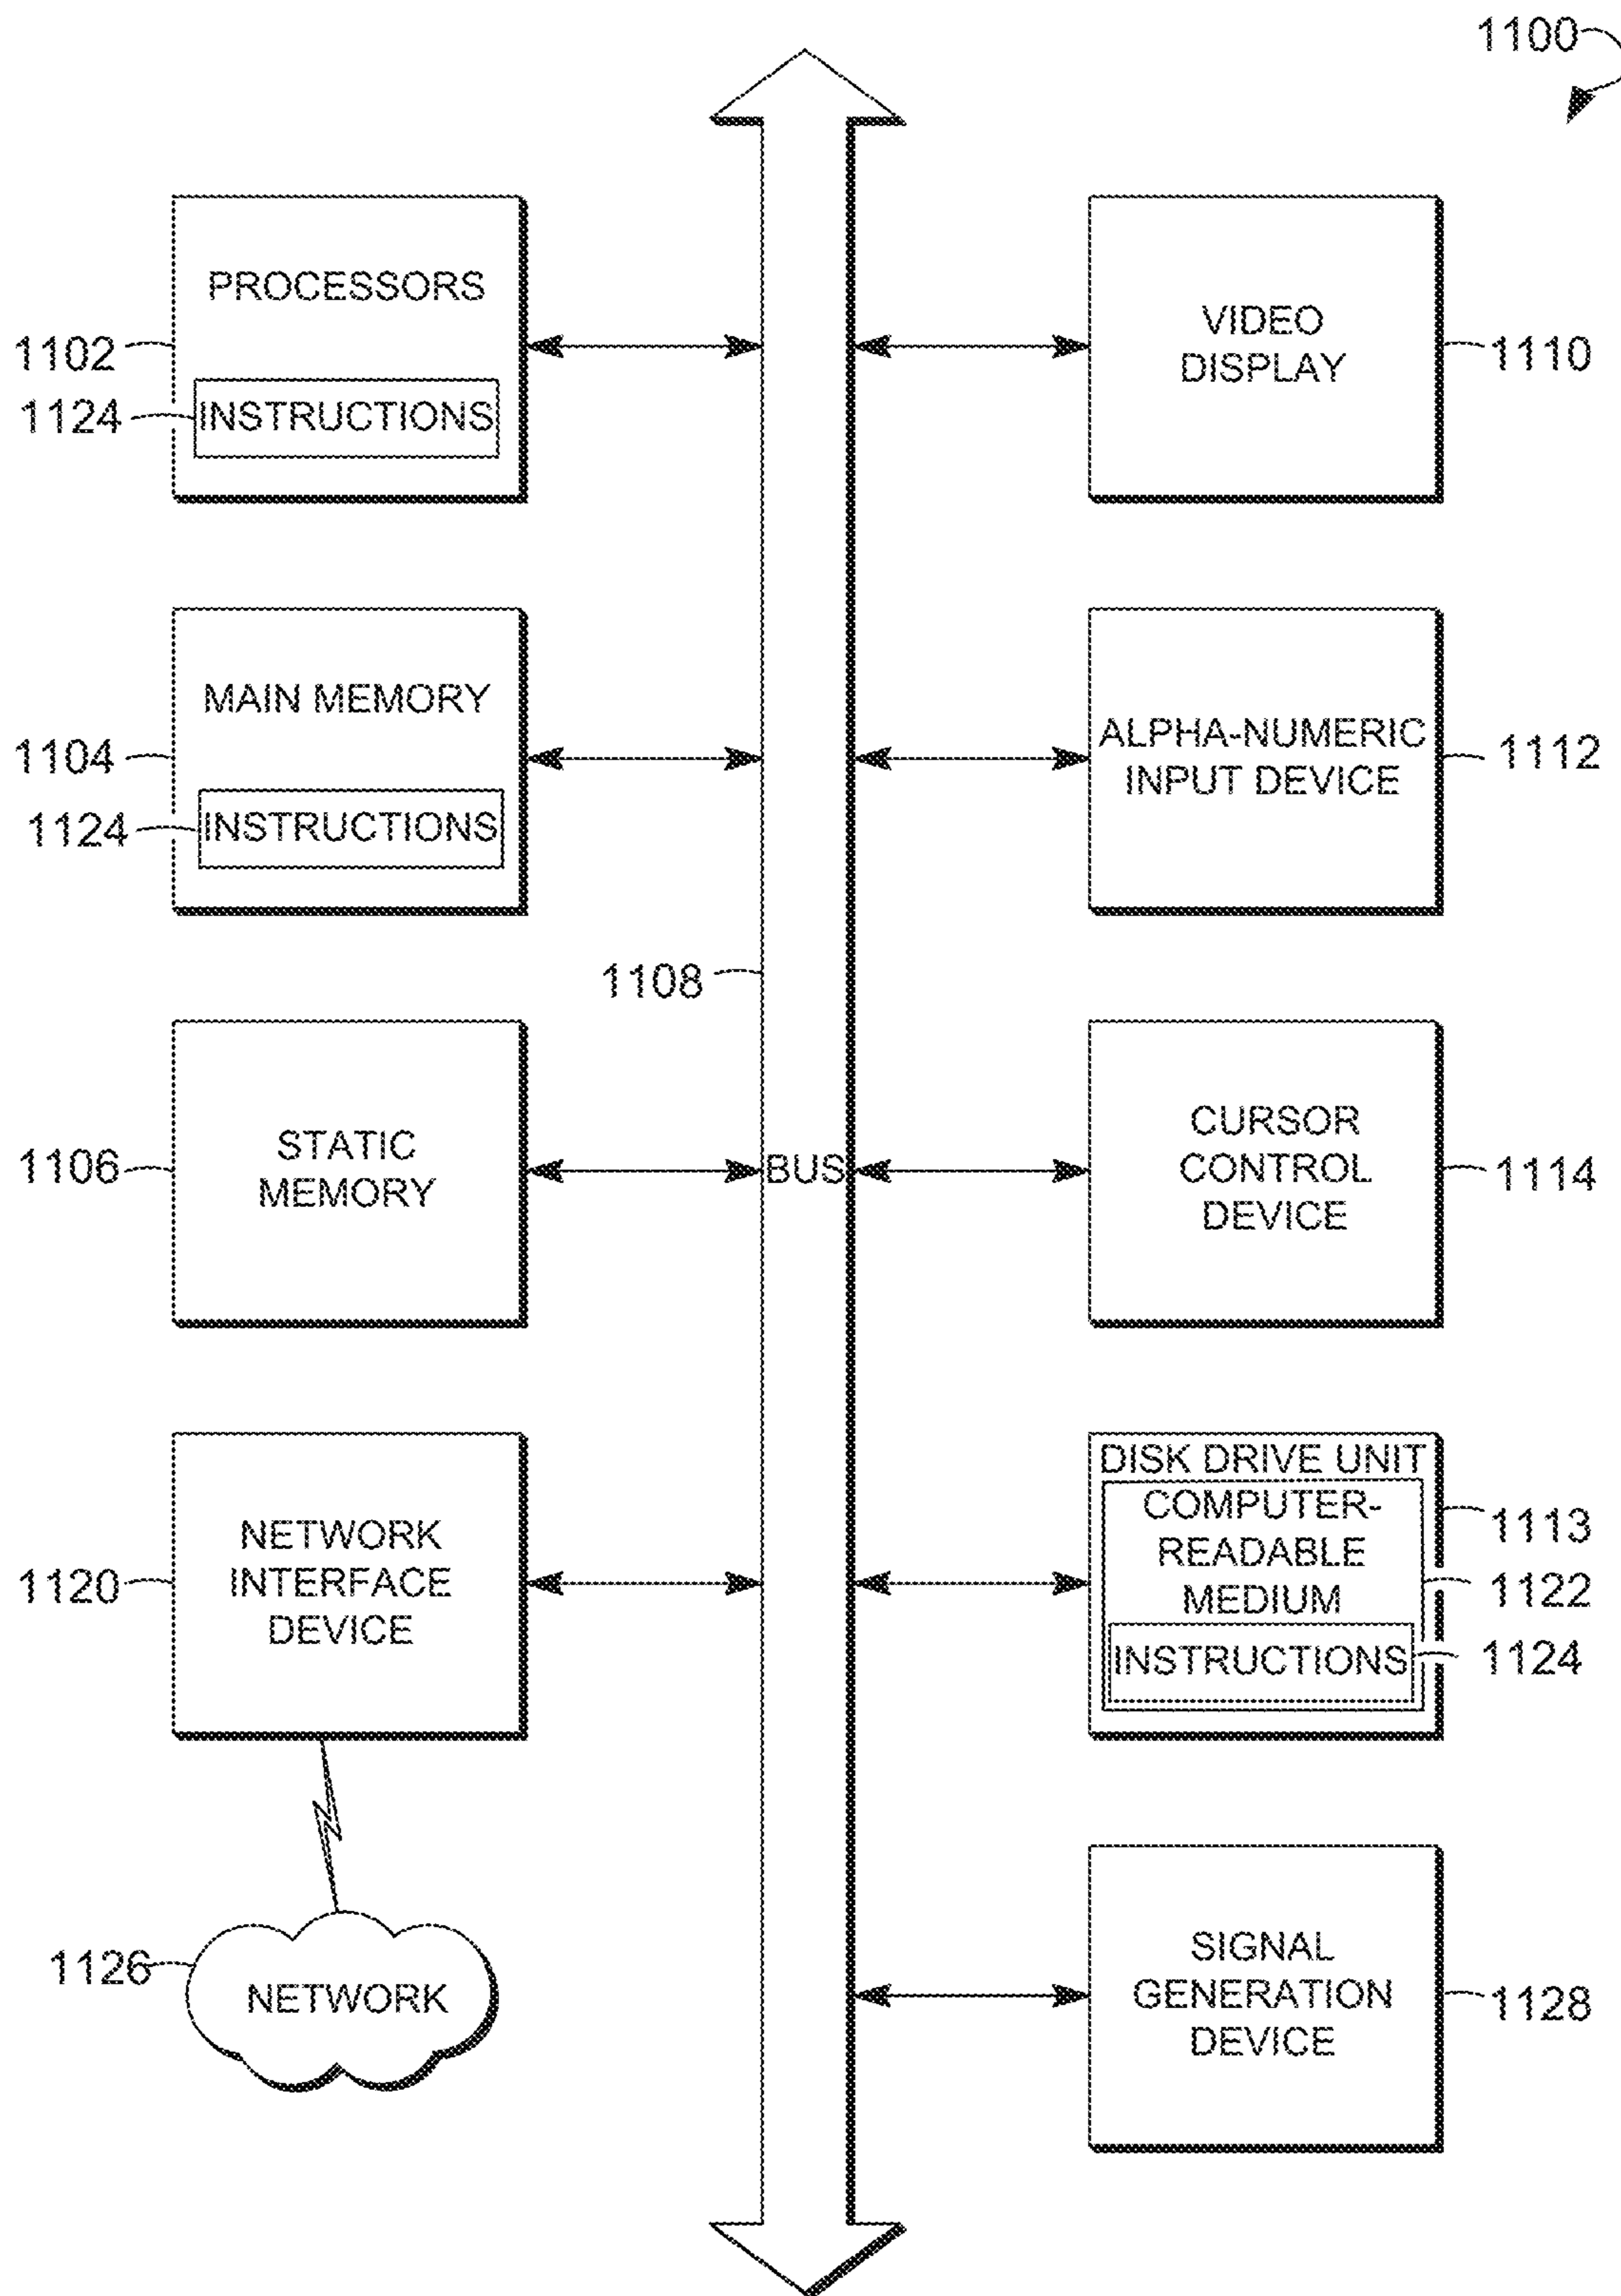 1100
PROCESSORS
1102
1124
INSTRUCTIONS
VIDEO
DISPLAY
1110
MAIN MEMORY
1104
1124
INSTRUCTIONS
ALPHA-NUMERIC
INPUT DEVICE
1112
1108
STATIC
MEMORY
1106
BUS
CURSOR
CONTROL
DEVICE
1114
NETWORK
INTERFACE
DEVICE
1120
DISK DRIVE UNIT
COMPUTER-
READABLE
MEDIUM
INSTRUCTIONS
1113
1122
1124
1126
NETWORK
SIGNAL
GENERATION
DEVICE
1128